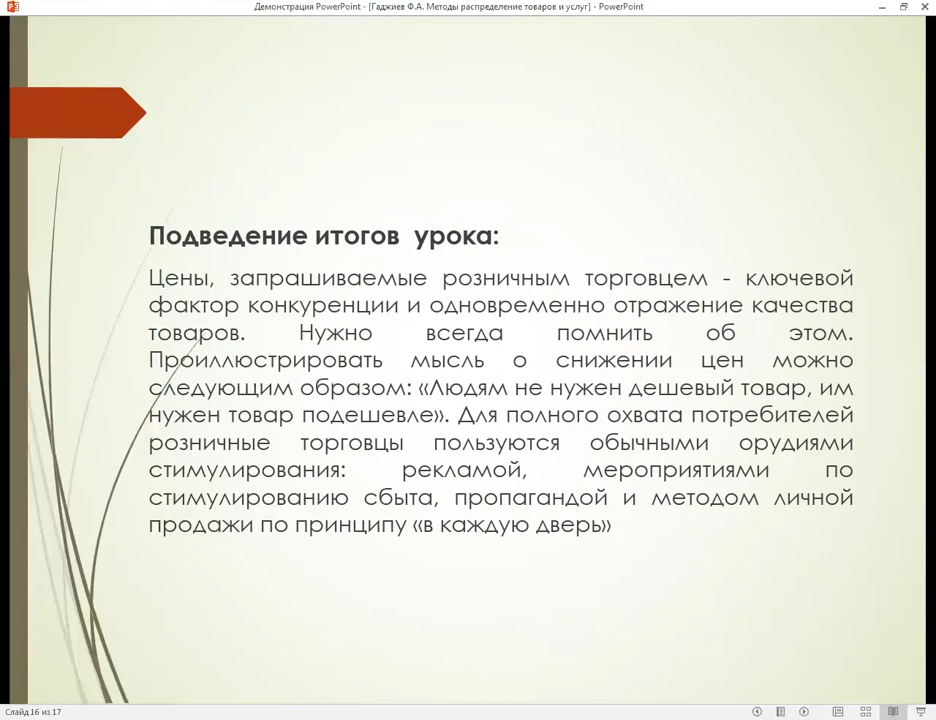 Демонстрация PowerPoint - [Гаджиев Ф.А. Методы распределение товаров и услуг] - PowerPoint
Подведение итогов урока:
Цены, запрашиваемые розничным торговцем - ключевой
фактор конкуренции и одновременно отражение качества
товаров. Нужно всегда помнить об этом.
Проиллюстрировать мысль о снижении цен можно
следующим образом: «Людям не нужен дешевый товар, им
нужен товар подешевле». Для полного охвата потребителей
розничные торговцы пользуются обычными орудиями
стимулирования: рекламой, мероприятиями по
стимулированию сбыта, пропагандой и методом личной
продажи по принципу «в каждую дверь»
Слайд 16 из 17